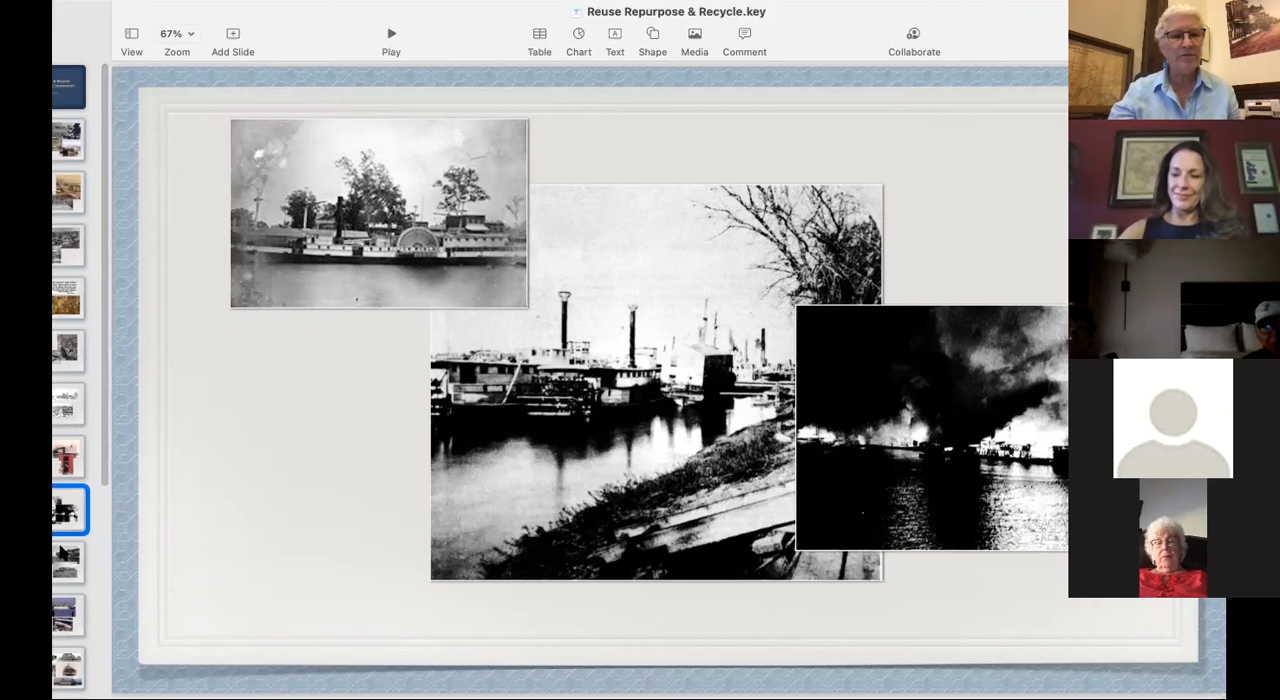 Reuse Repurpose & Recycle.key
67%
View
Zoom
Add Slide
Play
Table
Chart
Text
Shape
Media
Comment
Collaborate